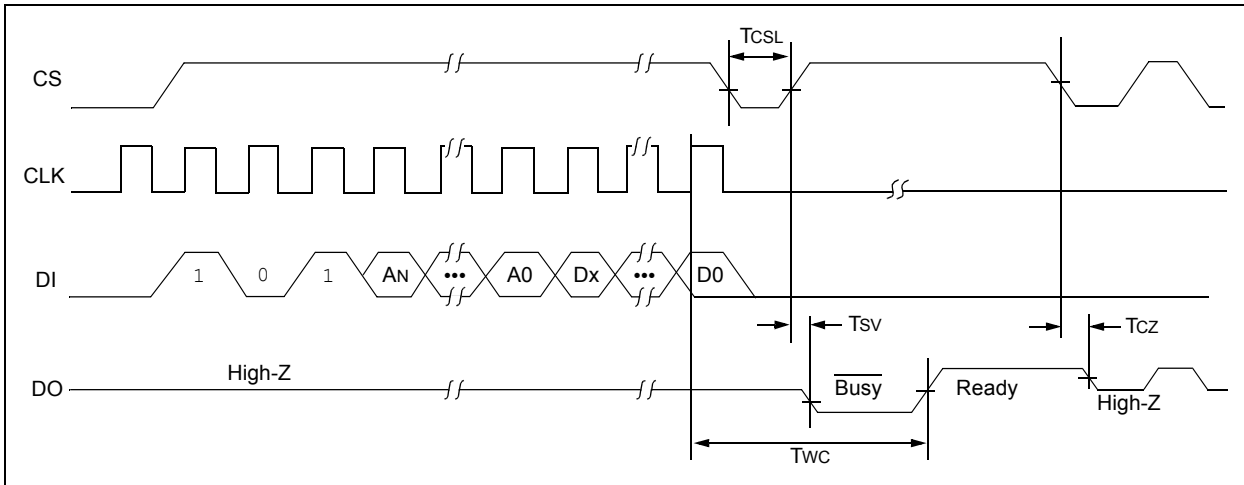 TCSL
CS
CLK
DI
1 0 1 AN ••• A0 Dx ••• D0
TSV
TCZ
High-Z
DO
Busy
Ready
High-Z
TWC